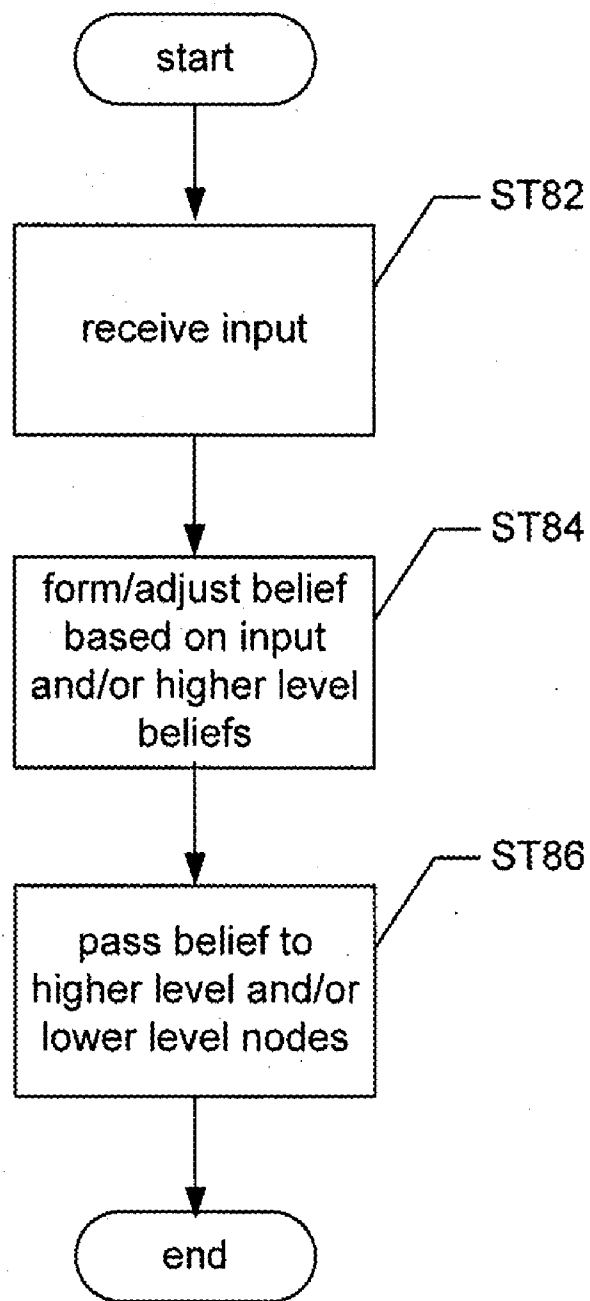 start
ST82
receive input
ST84
form/adjust belief
based on input
and/or higher level
beliefs
ST86
pass belief to
higher level and/or
lower level nodes
end